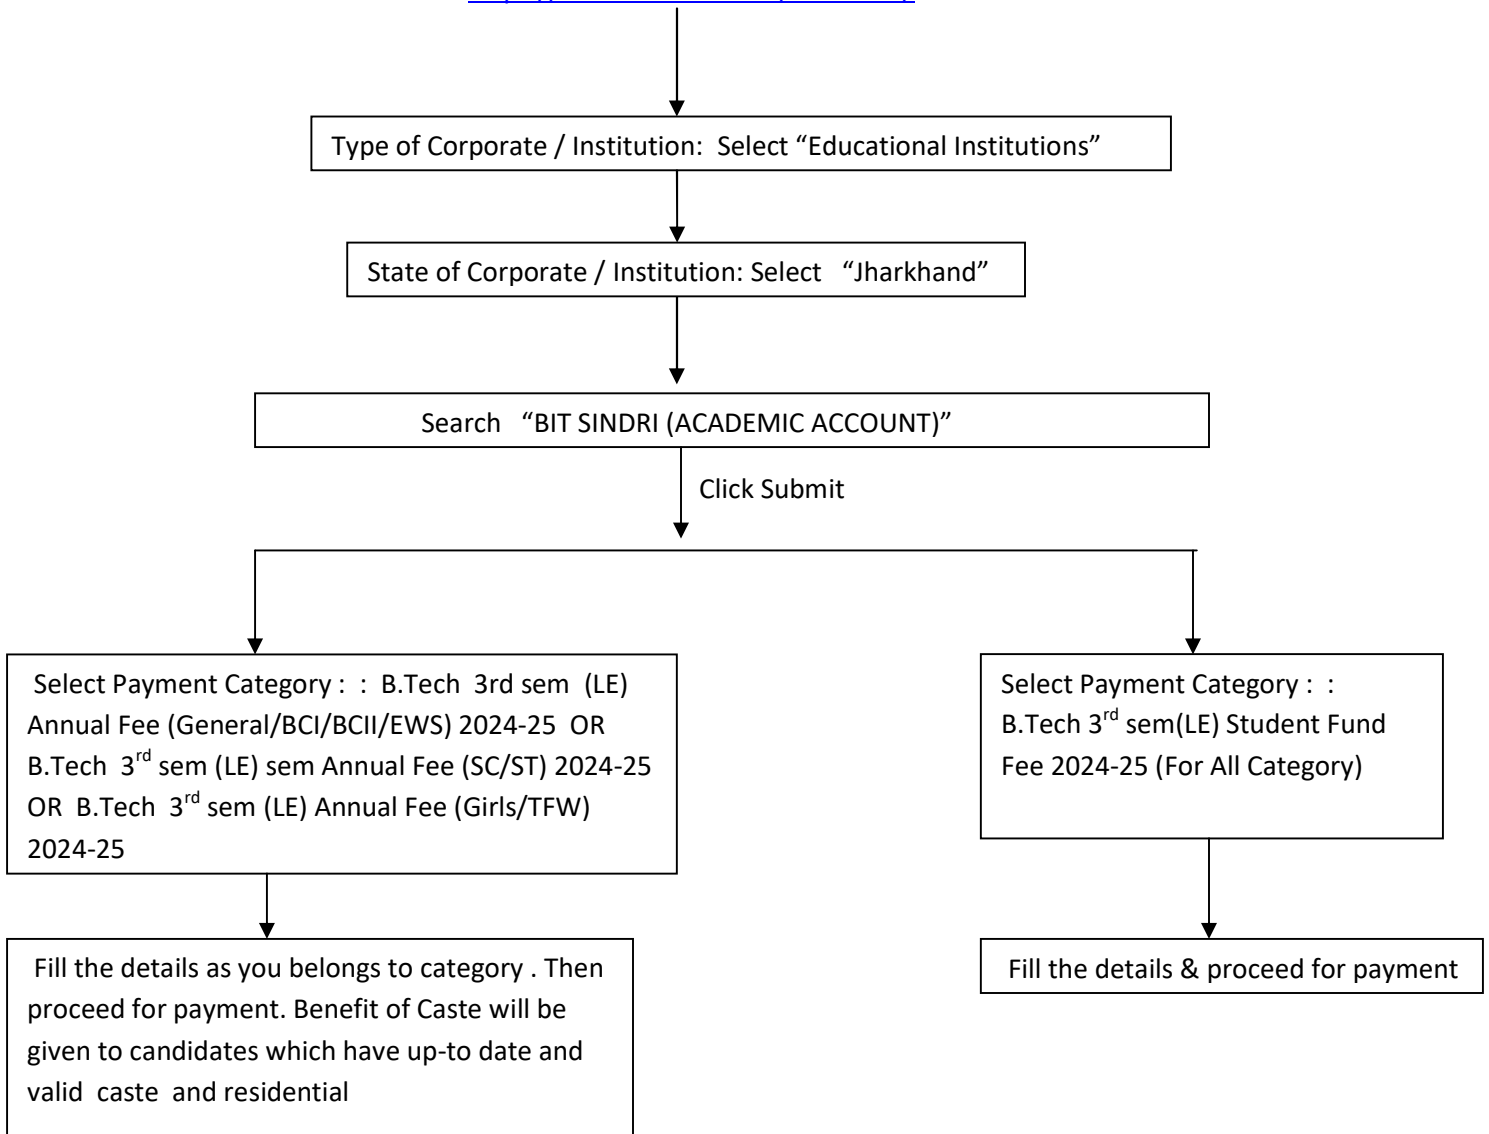 Type of Corporate / Institution: Select “Educational Institutions”
State of Corporate / Institution: Select “Jharkhand”
Search “BIT SINDRI (ACADEMIC ACCOUNT)”
Click Submit
Select Payment Category : : B.Tech 3rd sem (LE)
Annual Fee (General/BCI/BCII/EWS) 2024-25 OR
B.Tech 3rd sem (LE) sem Annual Fee (SC/ST) 2024-25
OR B.Tech 3rd sem (LE) Annual Fee (Girls/TFW)
2024-25
Select Payment Category : :
B.Tech 3rd sem(LE) Student Fund
Fee 2024-25 (For All Category)
Fill the details as you belongs to category . Then
proceed for payment. Benefit of Caste will be
given to candidates which have up-to date and
valid caste and residential
Fill the details & proceed for payment